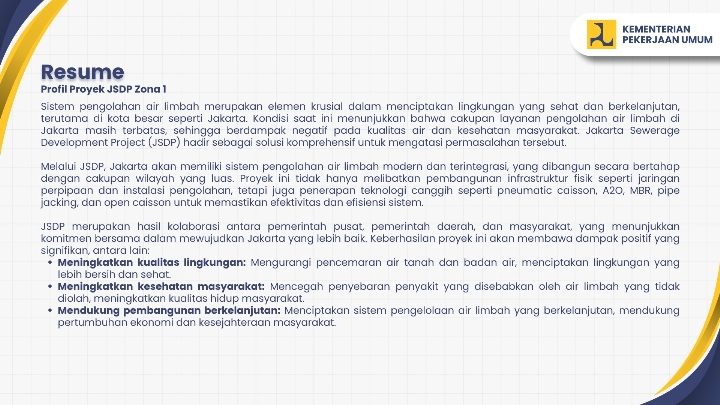 KEMENTERIAN
PEKERJAAN UMUM
Resume
Profil Proyek JSDP Zona 1
Sistem pengolahan air limbah merupakan elemen krusial dalam menciptakan lingkungan yang sehat dan berkelanjutan,
terutama di kota besar seperti Jakarta. Kondisi saat ini menunjukkan bahwa cakupan layanan pengolahan air limbah di
Jakarta masih terbatas, sehingga berdampak negatif pada kualitas air dan kesehatan masyarakat. Jakarta Sewerage
Development Project (JSDP) hadir sebagai solusi komprehensif untuk mengatasi permasalahan tersebut.
Melalui JSDP, Jakarta akan memiliki sistem pengolahan air limbah modern dan terintegrasi, yang dibangun secara bertahap
dengan cakupan wilayah yang luas. Proyek ini tidak hanya melibatkan pembangunan infrastruktur fisik seperti jaringan
perpipaan dan instalasi pengolahan, tetapi juga penerapan teknologi canggih seperti pneumatic caisson, A2O, MBR, pipe
jacking, dan open caisson untuk memastikan efektivitas dan efisiensi sistem.
JSDP merupakan hasil kolaborasi antara pemerintah pusat, pemerintah daerah, dan masyarakat, yang menunjukkan
komitmen bersama dalam mewujudkan Jakarta yang lebih baik. Keberhasilan proyek ini akan membawa dampak positif yang
signifikan, antara lain:
• Meningkatkan kualitas lingkungan: Mengurangi pencemaran air tanah dan badan air, menciptakan lingkungan yang
lebih bersih dan sehat.
• Meningkatkan kesehatan masyarakat: Mencegah penyebaran penyakit yang disebabkan oleh air limbah yang tidak
diolah, meningkatkan kualitas hidup masyarakat.
• Mendukung pembangunan berkelanjutan: Menciptakan sistem pengelolaan air limbah yang berkelanjutan, mendukung
pertumbuhan ekonomi dan kesejahteraan masyarakat.